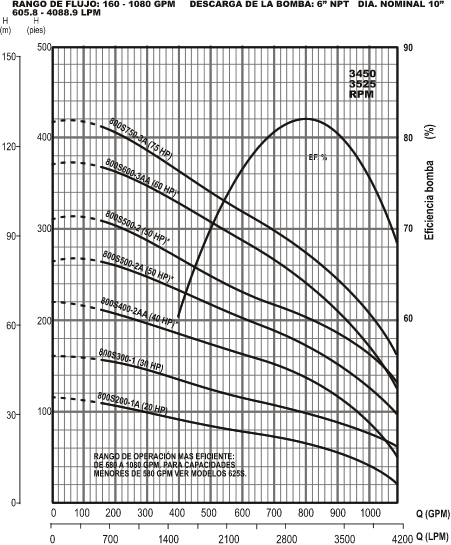 RANGO DE FLUJO: 160 - 1080 GPM DESCARGA DE LA BOMBA: 6" NPT DIA. NOMINAL 10"
605.8 - 4088.9 LPM
H H
(m) (pies)
150
120
90
60
30
0
500
400
300
200
100
90
80
70
60
Eficiencia bomba (%)
3450
3525
RPM
EF. %
800S750-3A (75 HP)
800S600-3AA (60 HP)*
800S500-2 (50 HP)*
800S500-2A (50 HP)*
800S400-2AA (40 HP)*
800S300-1 (30 HP)
800S200-1A (20 HP)
RANGO DE OPERACIÓN MAS EFICIENTE:
DE 580 A 1080 GPM. PARA CAPACIDADES
MENORES DE 580 GPM VER MODELOS 625S.
0 100 200 300 400 500 600 700 800 900 1000 Q (GPM)
0 700 1400 2100 2800 3500 4200 Q (LPM)